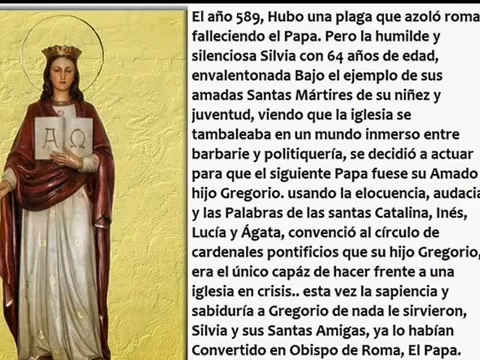 El año 589, Hubo una plaga que azoló roma
falleciendo el Papa. Pero la humilde y
silenciosa Silvia con 64 años de edad,
envalentonada Bajo el ejemplo de sus
amadas Santas Mártires de su niñez y
juventud, viendo que la iglesia se
tambaleaba en un mundo inmerso entre
barbarie y politiquería, se decidió a actuar
para que el siguiente Papa fuese su Amado
hijo Gregorio. usando la elocuencia, audacia
y las Palabras de las santas Catalina, Inés,
Lucía y Ágata, convenció al círculo de
cardenales pontificios que su hijo Gregorio,
era el único capáz de hacer frente a una
iglesia en crisis.. esta vez la sapiencia y
sabiduría a Gregorio de nada le sirvieron,
Silvia y sus Santas Amigas, ya lo habían
Convertido en Obispo de Roma, El Papa.
Α Ω